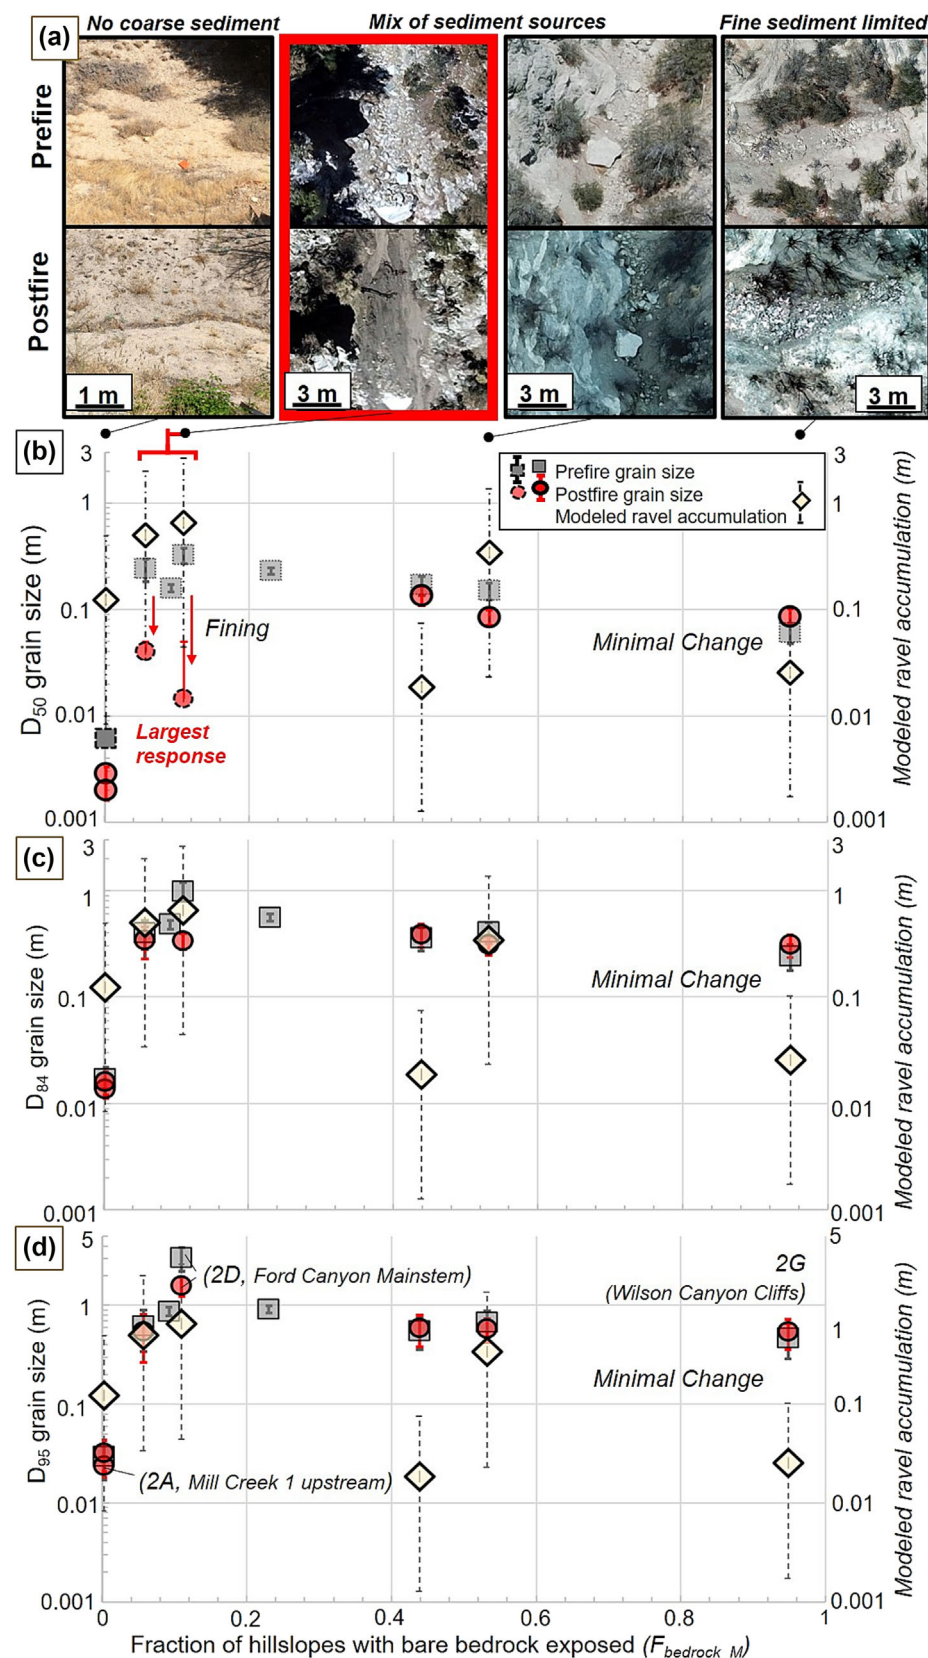 (a)
No coarse sediment
Mix of sediment sources
Fine sediment limited
Prefire
Postfire
1 m
3 m
3 m
3 m
(b)
3
1
0.1
0.01
0.001
D50 grain size (m)
Prefire grain size
Postfire grain size
Modeled ravel accumulation
Fining
Largest
response
Minimal Change
3
1
0.1
0.01
0.001
Modeled ravel accumulation (m)
(c)
3
1
0.1
0.01
0.001
D84 grain size (m)
Minimal Change
3
1
0.1
0.01
0.001
Modeled ravel accumulation (m)
(d)
5
1
0.1
0.01
0.001
D95 grain size (m)
(2D, Ford Canyon Mainstem)
2G
(Wilson Canyon Cliffs)
Minimal Change
(2A, Mill Creek 1 upstream)
5
1
0.1
0.01
0.001
Modeled ravel accumulation (m)
0 0.2 0.4 0.6 0.8 1
Fraction of hillslopes with bare bedrock exposed (Fbedrock_M)